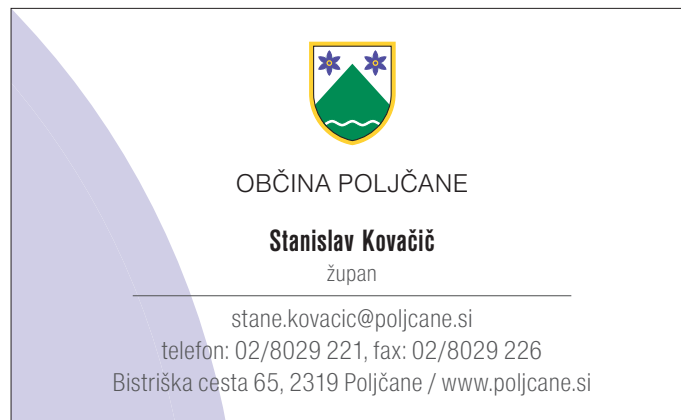 OBČINA POLJČANE
Stanislav Kovačič
župan
stane.kovacic@poljcane.si
telefon: 02/8029 221, fax: 02/8029 226
Bistriška cesta 65, 2319 Poljčane / www.poljcane.si